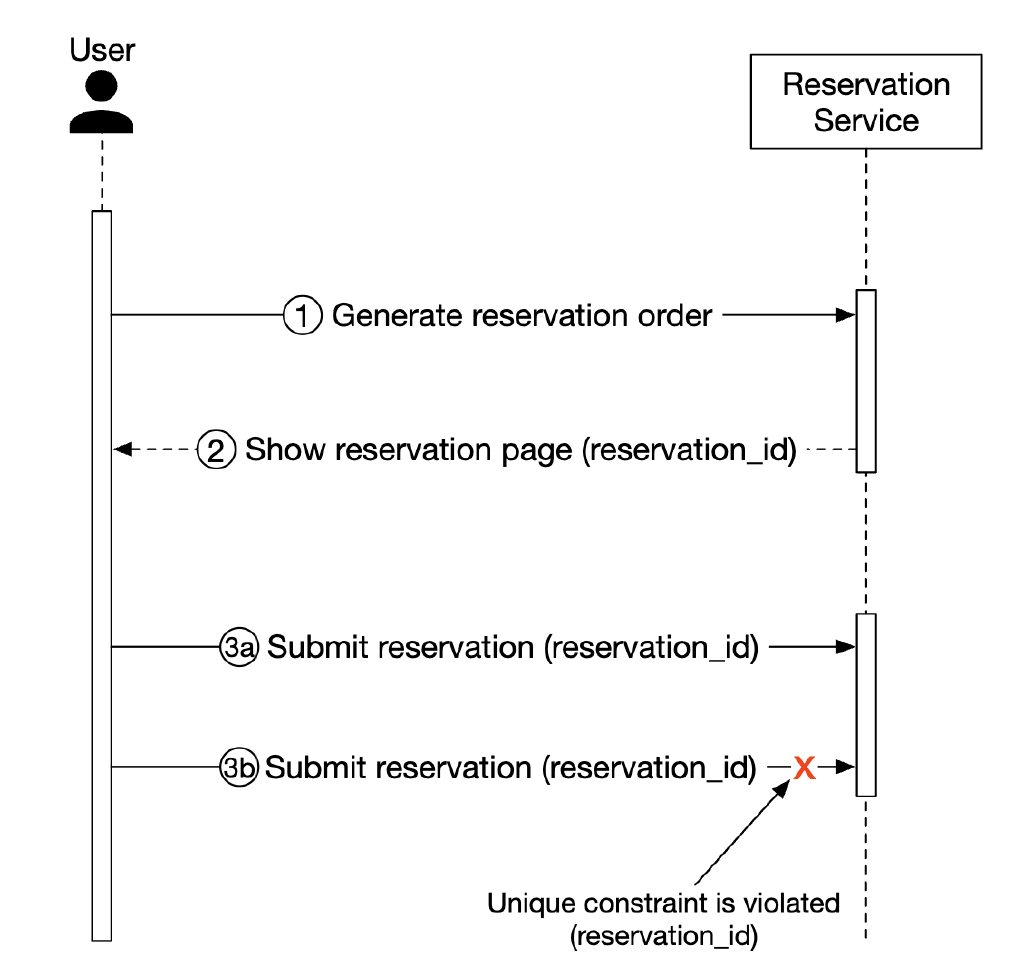 User
Reservation
Service
1 Generate reservation order
2 Show reservation page (reservation_id)
3a Submit reservation (reservation_id)
3b Submit reservation (reservation_id) X
Unique constraint is violated
(reservation_id)